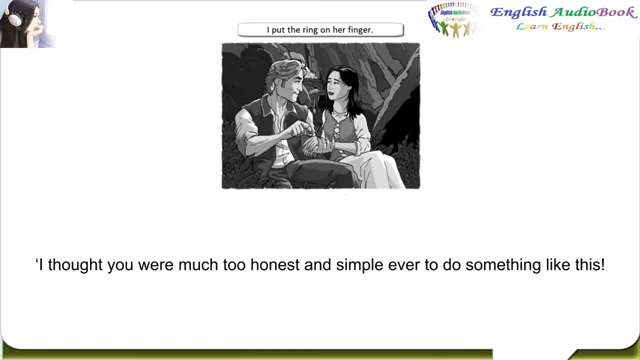 I put the ring on her finger.
English AudioBook
Learn English...
‘I thought you were much too honest and simple ever to do something like this!